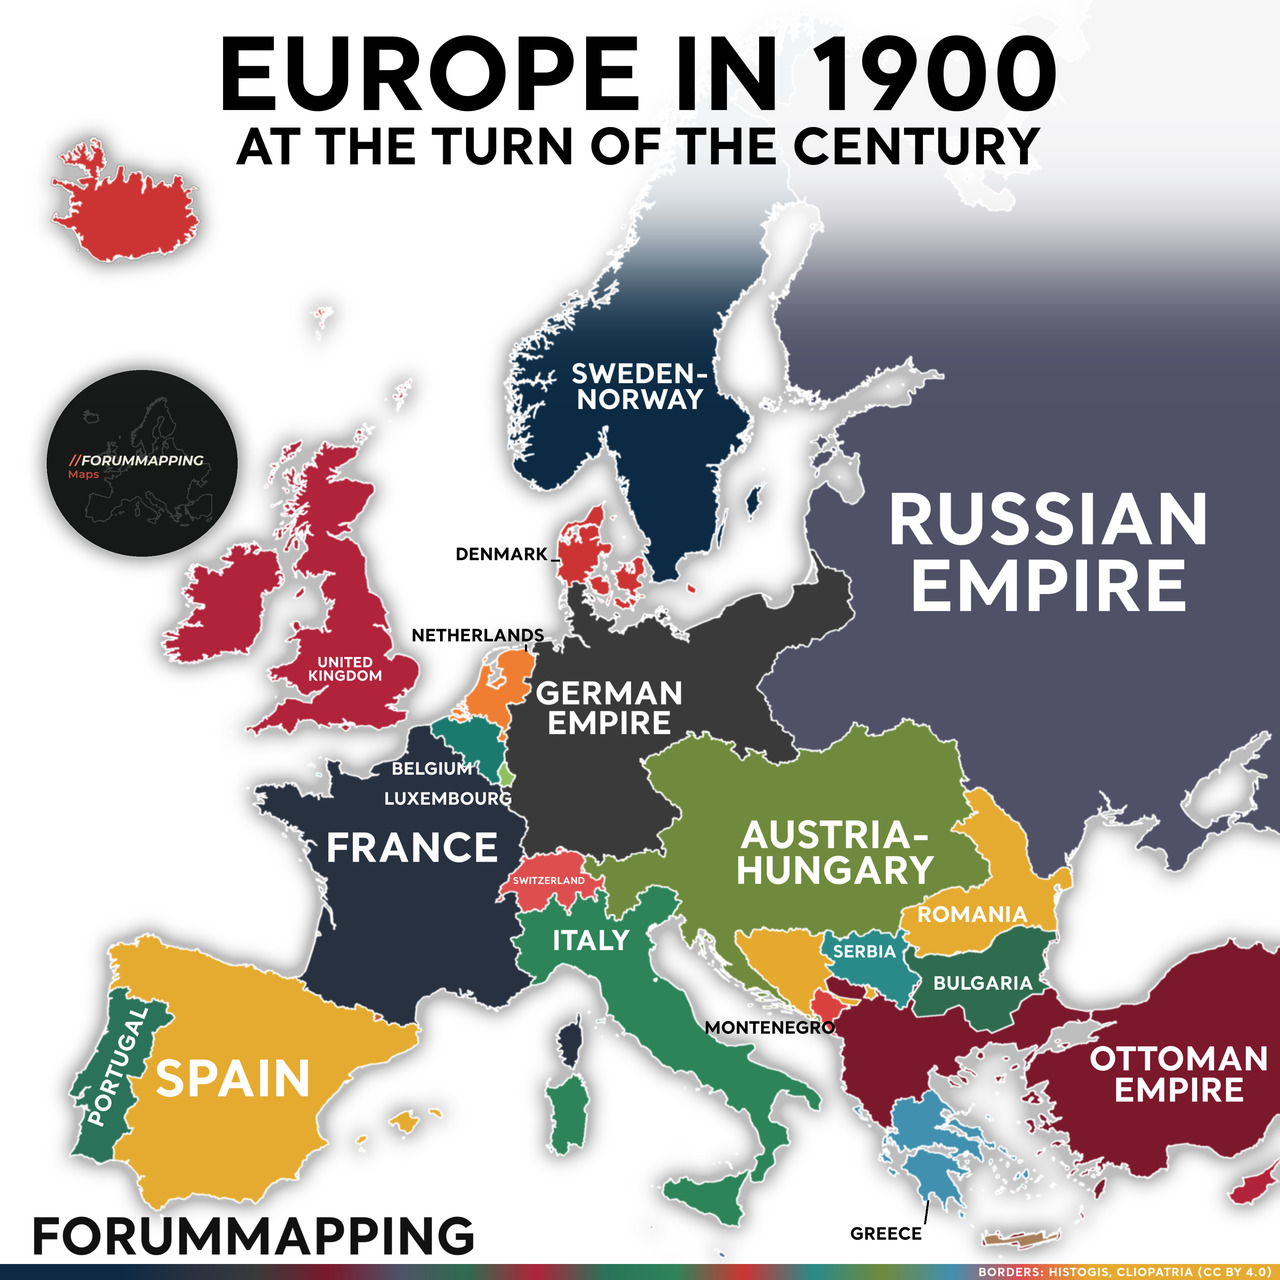 EUROPE IN 1900
AT THE TURN OF THE CENTURY
SWEDEN-
NORWAY
//FORUMMAPPING
Maps
RUSSIAN
EMPIRE
DENMARK
NETHERLANDS
UNITED
KINGDOM
GERMAN
EMPIRE
BELGIUM
LUXEMBOURG
FRANCE
AUSTRIA-
HUNGARY
SWITZERLAND
ROMANIA
ITALY
SERBIA
BULGARIA
MONTENEGRO
PORTUGAL
SPAIN
OTTOMAN
EMPIRE
GREECE
FORUMMAPPING
BORDERS: HISTOGIS, CLIOPATRIA (CC BY 4.0)